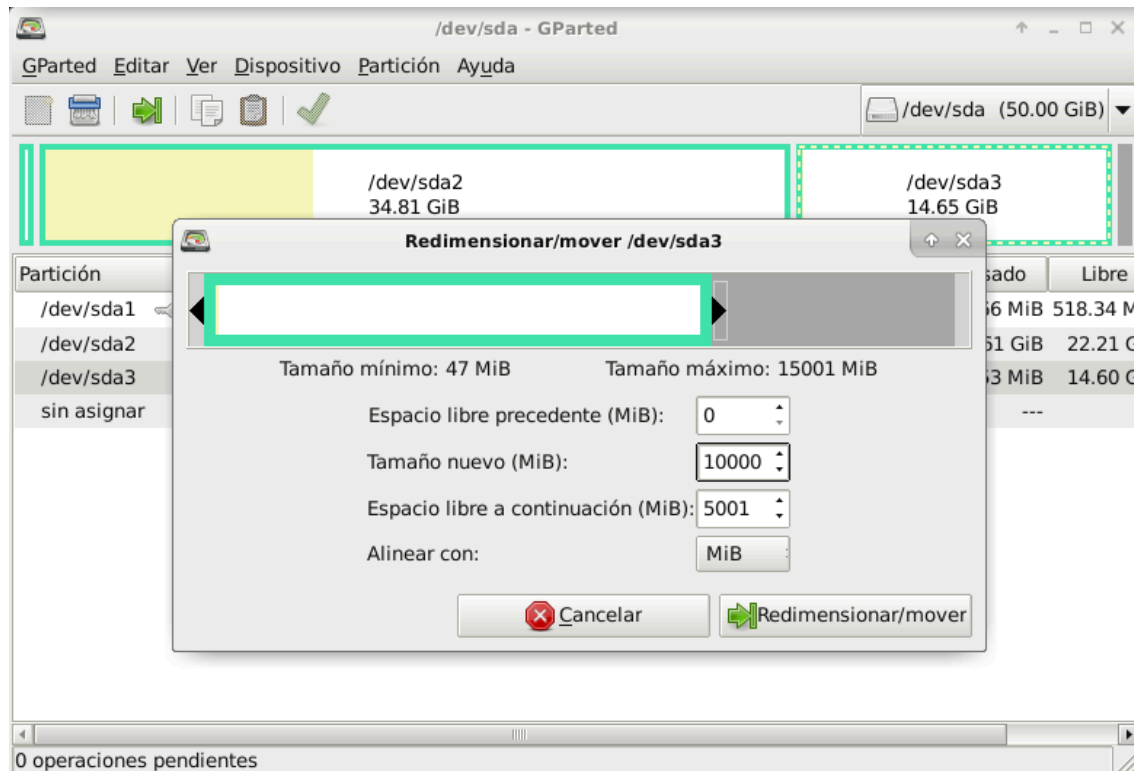 /dev/sda - GParted
GParted Editar Ver Dispositivo Partición Ayuda
/dev/sda (50.00 GiB)
/dev/sda2
34.81 GiB
/dev/sda3
14.65 GiB
Redimensionar/mover /dev/sda3
Partición
Libre
/dev/sda1
MiB 518.34
/dev/sda2
GiB 22.21
/dev/sda3
MiB 14.60
sin asignar
---
Tamaño mínimo: 47 MiB
Tamaño máximo: 15001 MiB
Espacio libre precedente (MiB): 0
Tamaño nuevo (MiB): 10000
Espacio libre a continuación (MiB): 5001
Alinear con: MiB
Cancelar
Redimensionar/mover
0 operaciones pendientes